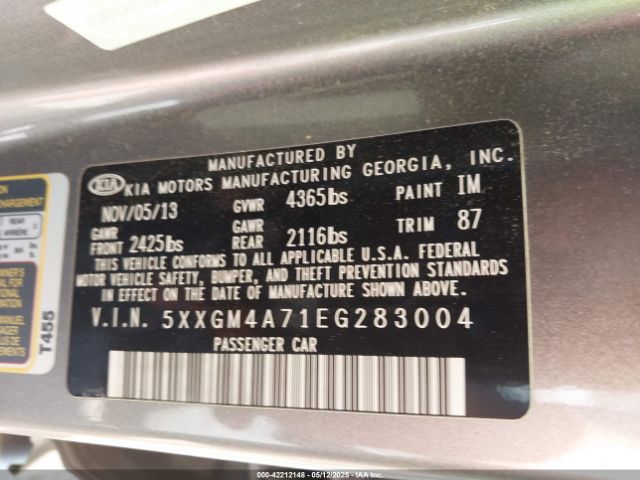 MANUFACTURED BY
KIA KIA MOTORS MANUFACTURING GEORGIA, INC.
NOV/05/13 GVWR 4365lbs PAINT IM
GAWR FRONT 2425lbs GAWR REAR 2116lbs TRIM 87
THIS VEHICLE CONFORMS TO ALL APPLICABLE U.S.A. FEDERAL
MOTOR VEHICLE SAFETY, BUMPER, AND THEFT PREVENTION STANDARDS
IN EFFECT ON THE DATE OF MANUFACTURE SHOWN ABOVE.
V.I.N. 5XXGM4A71EG283004
PASSENGER CAR
REAR
ARRIÈRE
T455
000-42212148 - 05/12/2025 - IAA Inc.